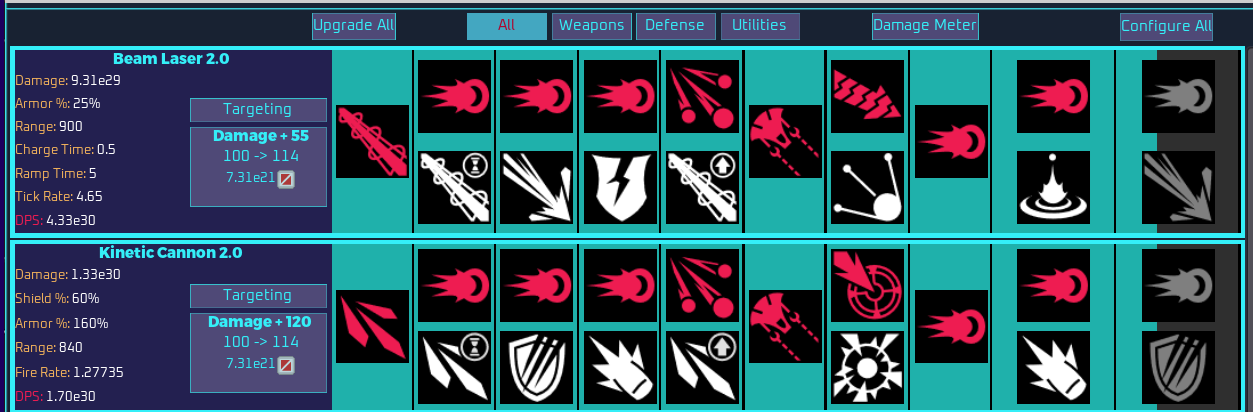 Upgrade All
All
Weapons
Defense
Utilities
Damage Meter
Configure All
Beam Laser 2.0
Damage: 9.31e29
Armor %: 25%
Range: 900
Charge Time: 0.5
Ramp Time: 5
Tick Rate: 4.65
DPS: 4.33e30
Targeting
Damage + 55
100 -> 114
7.31e21
Kinetic Cannon 2.0
Damage: 1.33e30
Shield %: 60%
Armor %: 160%
Range: 840
Fire Rate: 1.27735
DPS: 1.70e30
Targeting
Damage + 120
100 -> 114
7.31e21